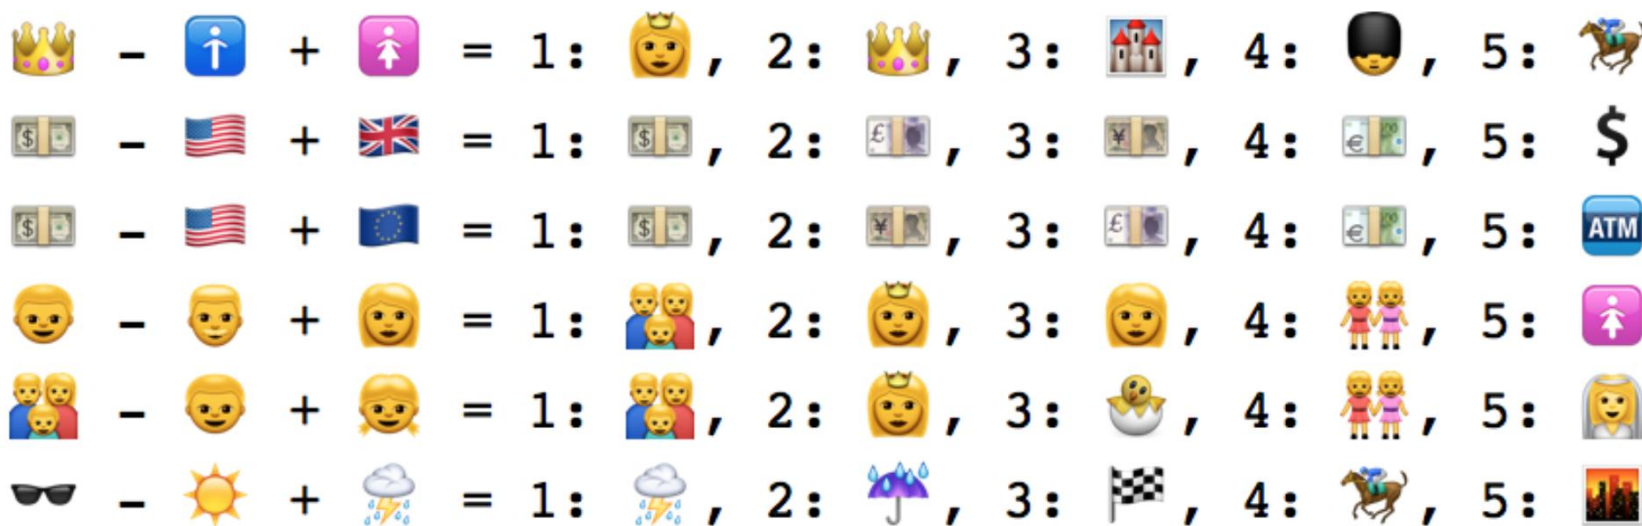 👑 - 🚹 + 🚺 = 1: 👸, 2: 👑, 3: 🏰, 4: 💂, 5: 🏇
💵 - 🇺🇸 + 🇬🇧 = 1: 💵, 2: 💷, 3: 💴, 4: 💶, 5: 💲
💵 - 🇺🇸 + 🇪🇺 = 1: 💵, 2: 💴, 3: 💷, 4: 💶, 5: 🏧
👦 - 👨 + 👩 = 1: 👪, 2: 👸, 3: 👩, 4: 👭, 5: 🚺
👪 - 👦 + 👧 = 1: 👪, 2: 👸, 3: 🐣, 4: 👭, 5: 👰
🕶 - ☀️ + ⛈ = 1: ⛈, 2: ☔, 3: 🏁, 4: 🏇, 5: 🌇